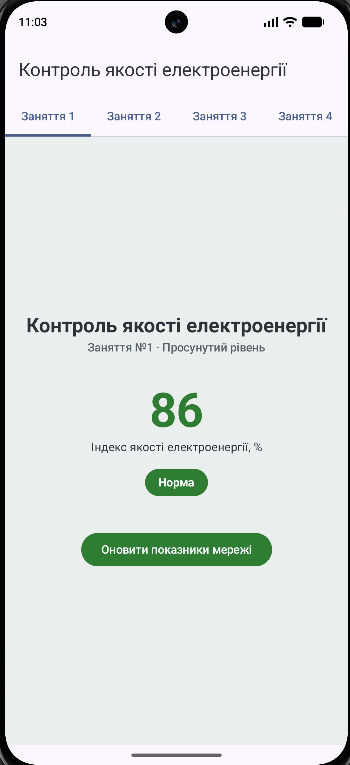 11:03
Контроль якості електроенергії
Заняття 1 Заняття 2 Заняття 3 Заняття 4
Контроль якості електроенергії
Заняття №1 · Просунутий рівень
86
Індекс якості електроенергії, %
Норма
Оновити показники мережі